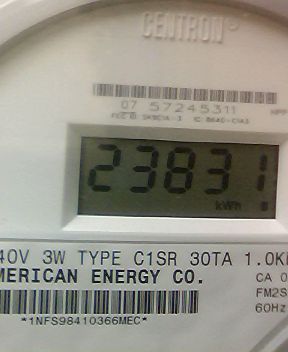 CENTRON®
07 57245311
23831
kWh
40V 3W TYPE C1SR 30TA 1.0K
MERICAN ENERGY CO.
CA 0
FM2S
60Hz
*1NFS98410366MEC*